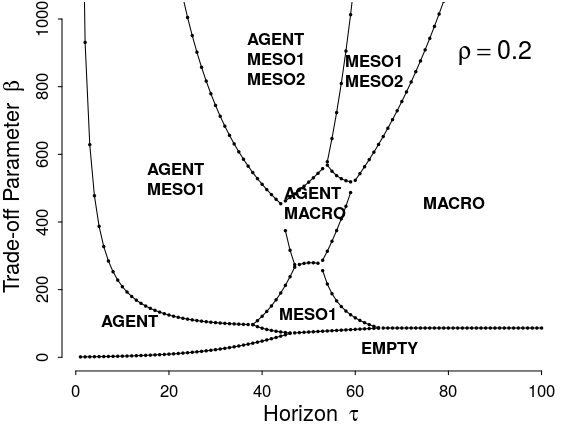 1000
800
600
400
200
0
Trade-off Parameter β
AGENT
MESO1
MESO2
MESO1
MESO2
ρ = 0.2
AGENT
MESO1
AGENT
MACRO
MACRO
AGENT
MESO1
EMPTY
0 20 40 60 80 100
Horizon τ